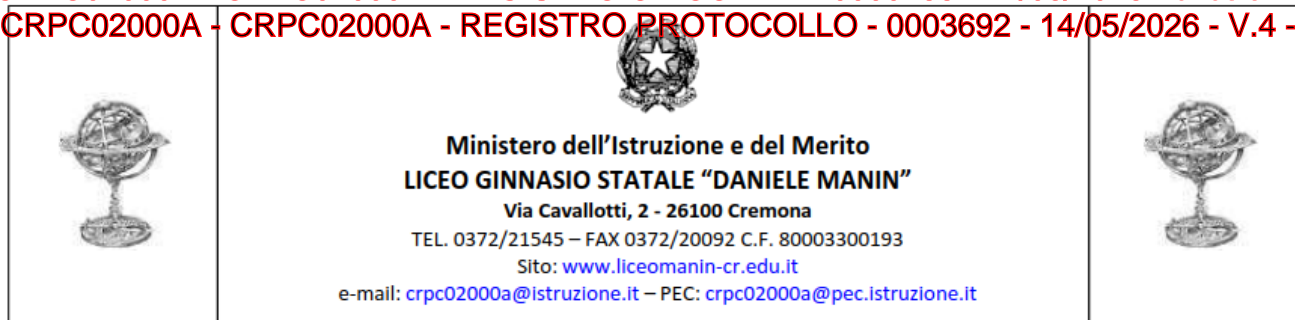 CRPC02000A - CRPC02000A - REGISTRO PROTOCOLLO - 0003692 - 14/05/2026 - V.4 -
Ministero dell’Istruzione e del Merito
LICEO GINNASIO STATALE “DANIELE MANIN”
Via Cavallotti, 2 - 26100 Cremona
TEL. 0372/21545 – FAX 0372/20092 C.F. 80003300193
Sito: www.liceomanin-cr.edu.it
e-mail: crpc02000a@istruzione.it – PEC: crpc02000a@pec.istruzione.it